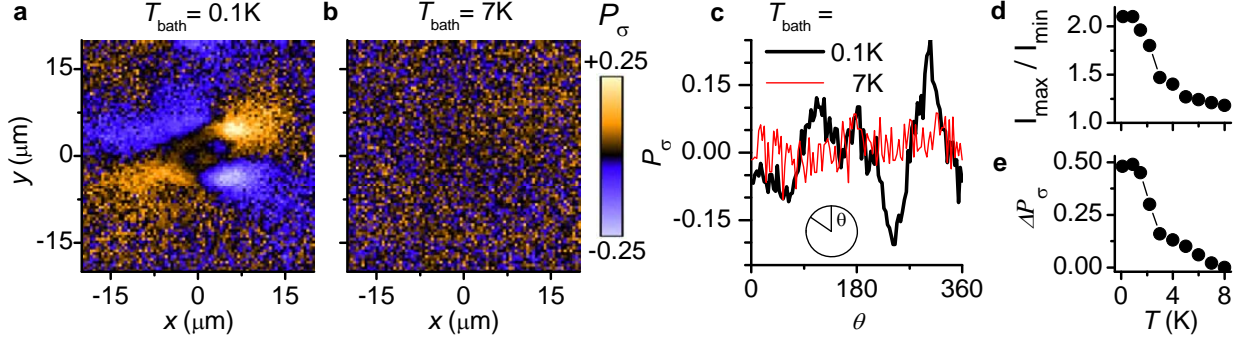 a T_bath = 0.1K
b T_bath = 7K
P_σ
+0.25
-0.25
15
0
-15
y (μm)
-15 0 15
x (μm)
-15 0 15
x (μm)
c T_bath =
0.1K
7K
0.15
0.00
-0.15
P_σ
θ
0 180 360
θ
d
2.0
1.5
1.0
I_max / I_min
e
0.50
0.25
0.00
ΔP_σ
0 4 8
T (K)